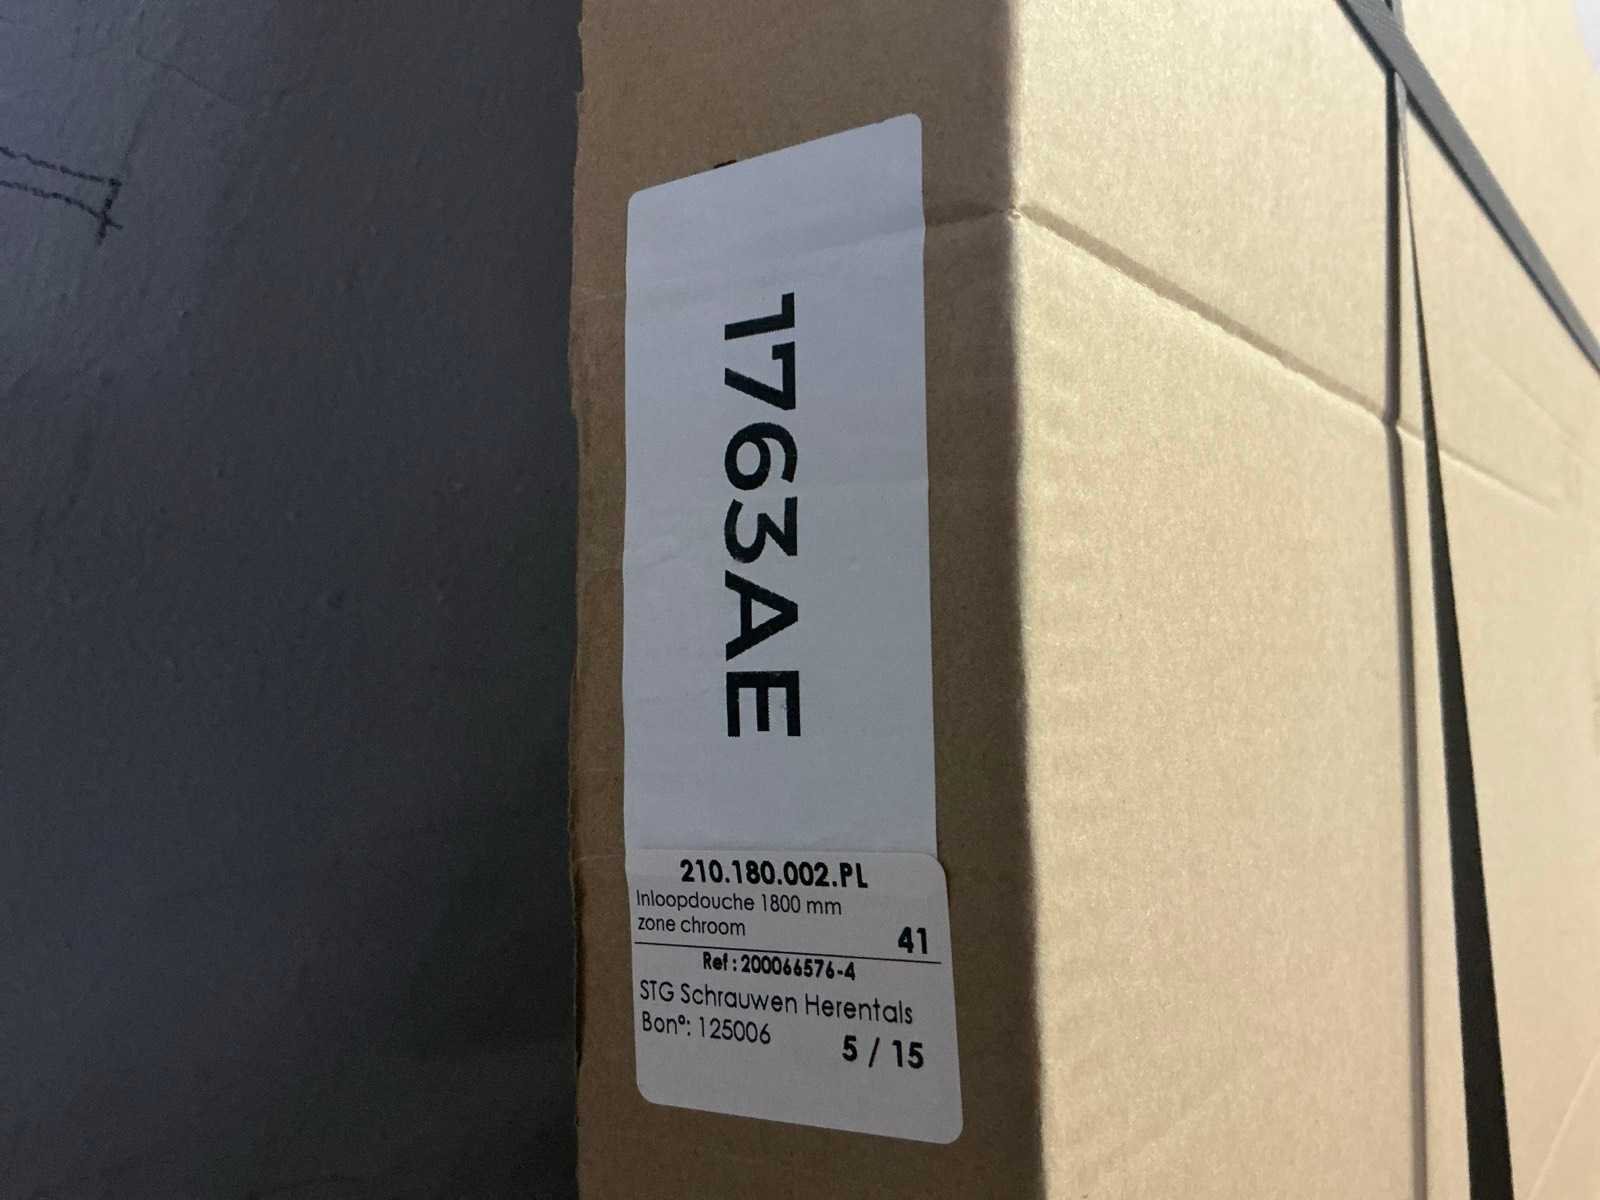 1763AE
210.180.002.PL
Inloopdouche 1800 mm
zone chroom
41
Ref : 200066576-4
STG Schrauwen Herentals
Bonº: 125006
5 / 15